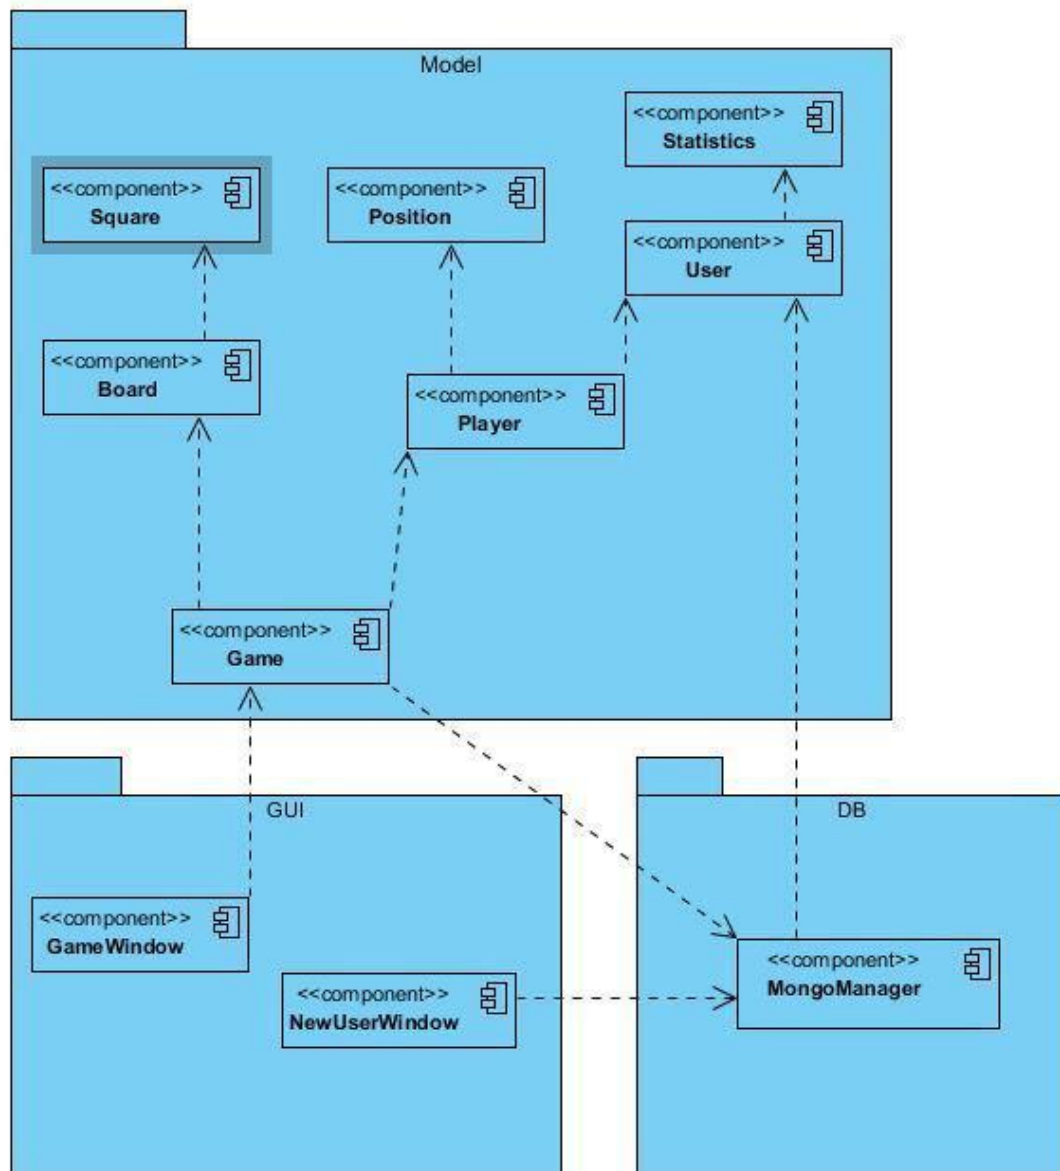 Model
<<component>>
Statistics
<<component>>
Square
<<component>>
Position
<<component>>
User
<<component>>
Board
<<component>>
Player
<<component>>
Game
GUI
DB
<<component>>
GameWindow
<<component>>
MongoManager
<<component>>
NewUserWindow